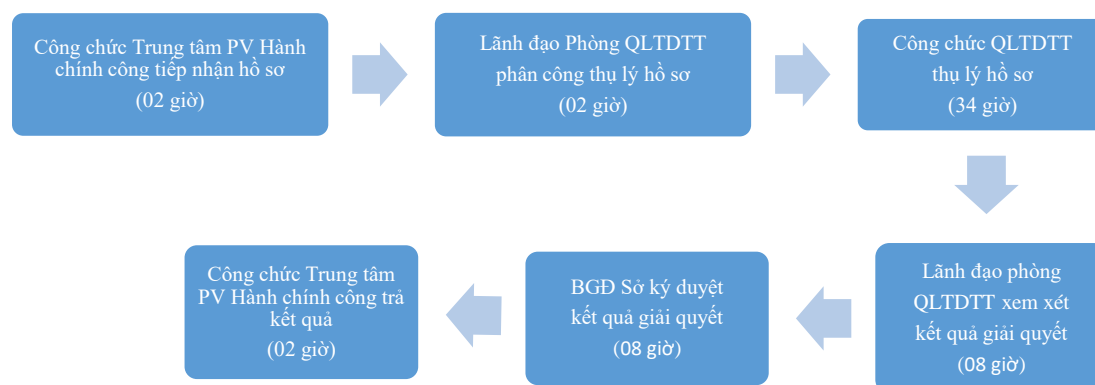 Công chức Trung tâm PV Hành
chính công tiếp nhận hồ sơ
(02 giờ)
Lãnh đạo Phòng QLTDTT
phân công thụ lý hồ sơ
(02 giờ)
Công chức QLTDTT
thụ lý hồ sơ
(34 giờ)
Lãnh đạo phòng
QLTDTT xem xét
kết quả giải quyết
(08 giờ)
BGĐ Sở ký duyệt
kết quả giải quyết
(08 giờ)
Công chức Trung tâm
PV Hành chính công trả
kết quả
(02 giờ)